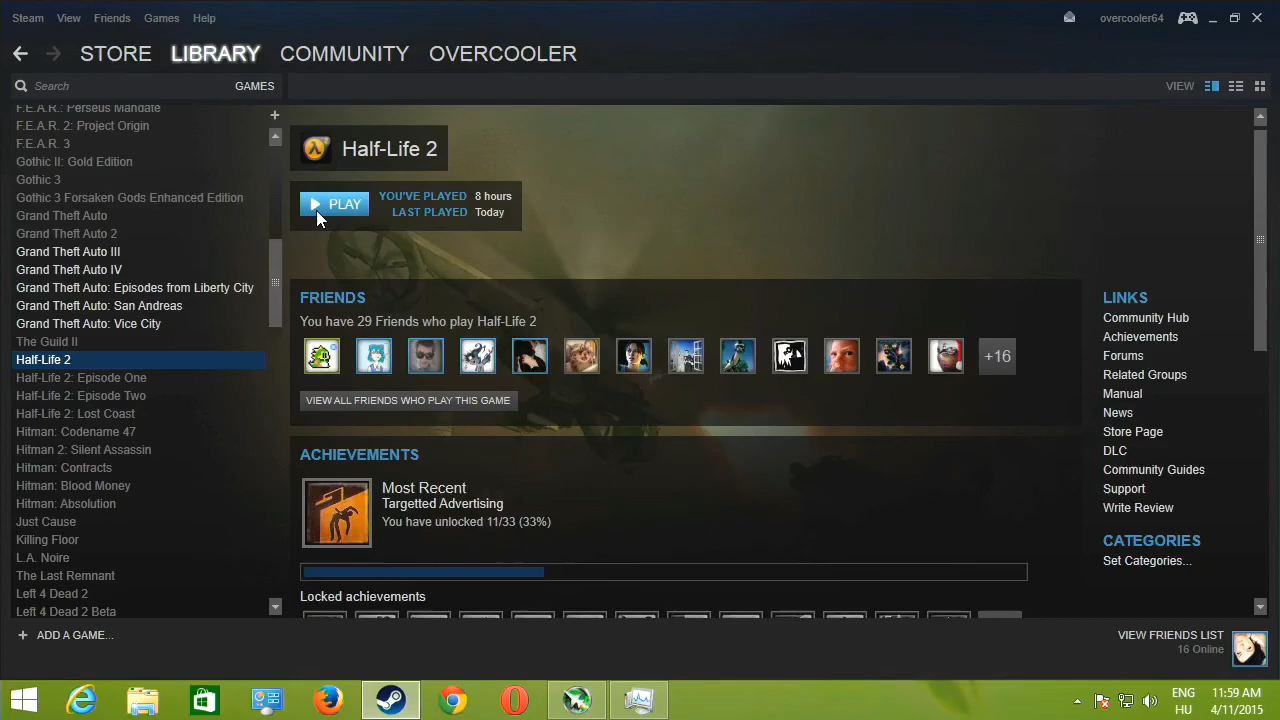 Steam View Friends Games Help
overcooler64
STORE LIBRARY COMMUNITY OVERCOOLER
Search GAMES
VIEW
F.E.A.R.: Perseus Mandate
F.E.A.R. 2: Project Origin
F.E.A.R. 3
Gothic II: Gold Edition
Gothic 3
Gothic 3 Forsaken Gods Enhanced Edition
Grand Theft Auto
Grand Theft Auto 2
Grand Theft Auto III
Grand Theft Auto IV
Grand Theft Auto: Episodes from Liberty City
Grand Theft Auto: San Andreas
Grand Theft Auto: Vice City
The Guild II
Half-Life 2
Half-Life 2: Episode One
Half-Life 2: Episode Two
Half-Life 2: Lost Coast
Hitman: Codename 47
Hitman 2: Silent Assassin
Hitman: Contracts
Hitman: Blood Money
Hitman: Absolution
Just Cause
Killing Floor
L.A. Noire
The Last Remnant
Left 4 Dead 2
Left 4 Dead 2 Beta
+ ADD A GAME...
Half-Life 2
PLAY
YOU'VE PLAYED 8 hours
LAST PLAYED Today
FRIENDS
You have 29 Friends who play Half-Life 2
+16
VIEW ALL FRIENDS WHO PLAY THIS GAME
ACHIEVEMENTS
Most Recent
Targetted Advertising
You have unlocked 11/33 (33%)
Locked achievements
LINKS
Community Hub
Achievements
Forums
Related Groups
Manual
News
Store Page
DLC
Community Guides
Support
Write Review
CATEGORIES
Set Categories...
VIEW FRIENDS LIST
16 Online
ENG
HU
11:59 AM
4/11/2015